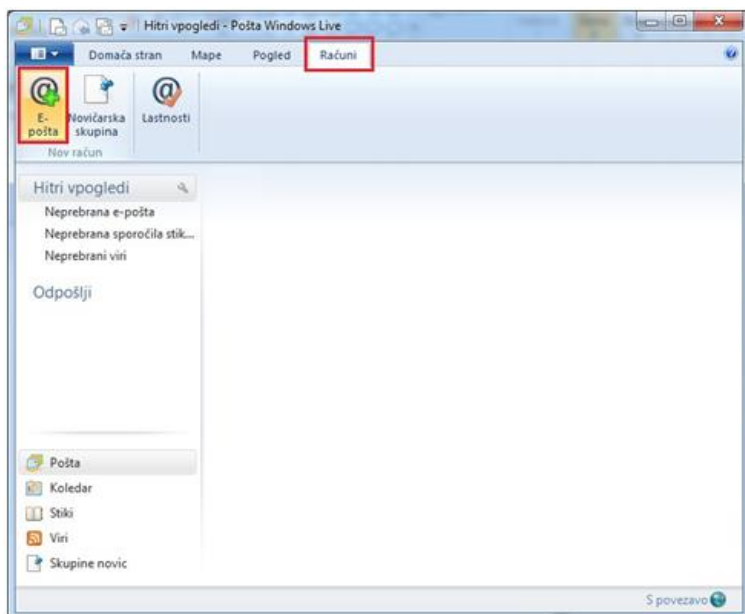 Hitri vpogledi - Pošta Windows Live
Domača stran Mape Pogled Računi
E-pošta
Novičarska skupina
Lastnosti
Nov račun
Hitri vpogledi
Neprebrana e-pošta
Neprebrana sporočila stik...
Neprebrani viri
Odpošlji
Pošta
Koledar
Stiki
Viri
Skupine novic
S povezavo